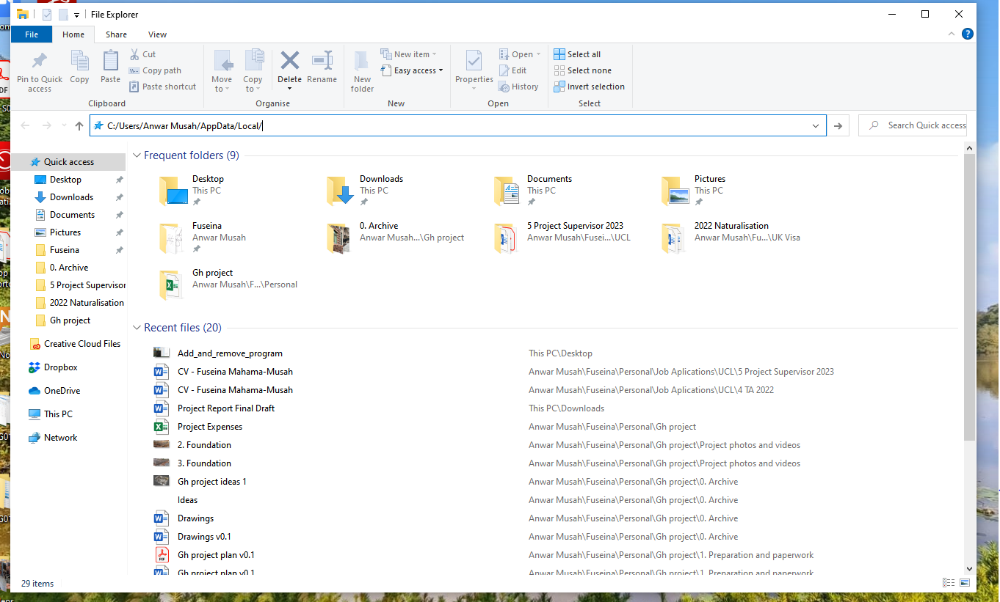 File Explorer
File Home Share View
Pin to Quick access
Copy
Paste
Cut
Copy path
Paste shortcut
Clipboard
Move to
Copy to
Delete
Rename
Organise
New folder
New item
Easy access
New
Properties
Open
Edit
History
Open
Select all
Select none
Invert selection
Select
C:/Users/Anwar Musah/AppData/Local/
Search Quick access
Quick access
Desktop
Downloads
Documents
Pictures
Fuseina
0. Archive
5 Project Supervisor
2022 Naturalisation
Gh project
Creative Cloud Files
Dropbox
OneDrive
This PC
Network
Frequent folders (9)
Desktop
This PC
Downloads
This PC
Documents
This PC
Pictures
This PC
Fuseina
Anwar Musah
0. Archive
Anwar Musah...\Gh project
5 Project Supervisor 2023
Anwar Musah\Fusei...\UCL
2022 Naturalisation
Anwar Musah\Fu...\UK Visa
Gh project
Anwar Musah\F...\Personal
Recent files (20)
Add_and_remove_program This PC\Desktop
CV - Fuseina Mahama-Musah Anwar Musah\Fuseina\Personal\Job Aplications\UCL\5 Project Supervisor 2023
CV - Fuseina Mahama-Musah Anwar Musah\Fuseina\Personal\Job Aplications\UCL\4 TA 2022
Project Report Final Draft This PC\Downloads
Project Expenses Anwar Musah\Fuseina\Personal\Gh project
2. Foundation Anwar Musah\Fuseina\Personal\Gh project\Project photos and videos
3. Foundation Anwar Musah\Fuseina\Personal\Gh project\Project photos and videos
Gh project ideas 1 Anwar Musah\Fuseina\Personal\Gh project\0. Archive
Ideas Anwar Musah\Fuseina\Personal\Gh project\0. Archive
Drawings Anwar Musah\Fuseina\Personal\Gh project\0. Archive
Drawings v0.1 Anwar Musah\Fuseina\Personal\Gh project\0. Archive
Gh project plan v0.1 Anwar Musah\Fuseina\Personal\Gh project\1. Preparation and paperwork
Gh project plan v0.1 Anwar Musah\Fuseina\Personal\Gh project\1. Preparation and paperwork
29 items